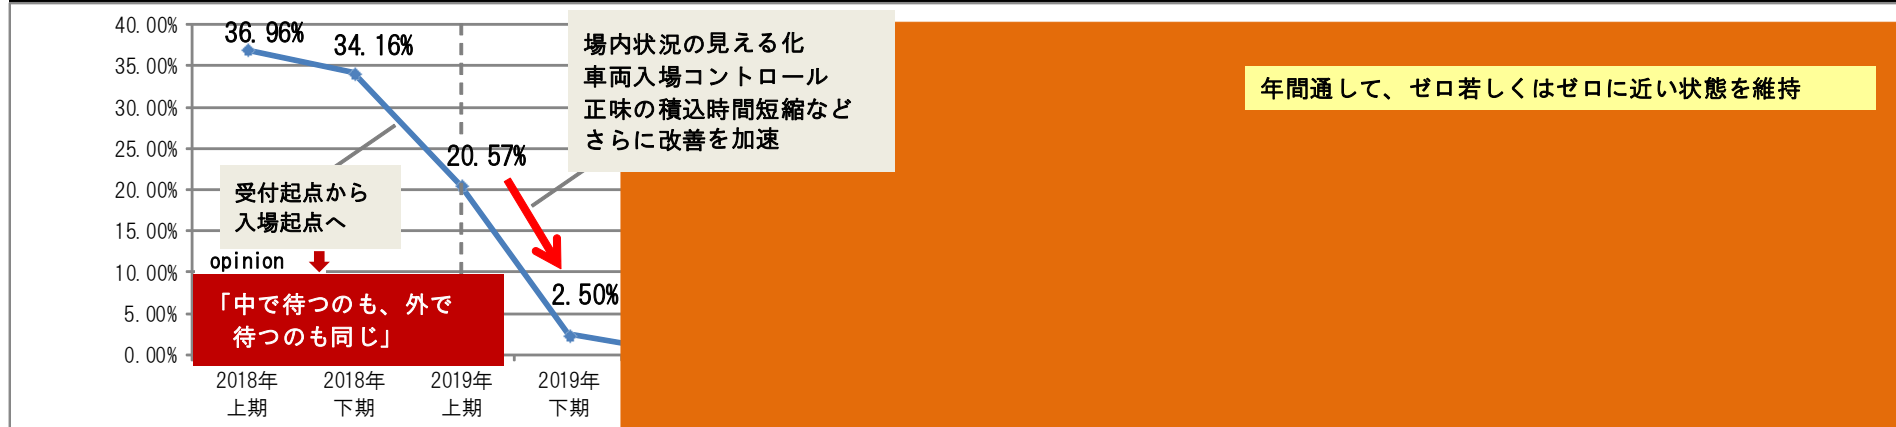 40.00%
35.00%
30.00%
25.00%
20.00%
15.00%
10.00%
5.00%
0.00%
36.96%
34.16%
20.57%
2.50%
場内状況の見える化
車両入場コントロール
正味の積込時間短縮など
さらに改善を加速
年間通して、ゼロ若しくはゼロに近い状態を維持
受付起点から
入場起点へ
opinion
「中で待つのも、外で
待つのも同じ」
2018年
上期
2018年
下期
2019年
上期
2019年
下期